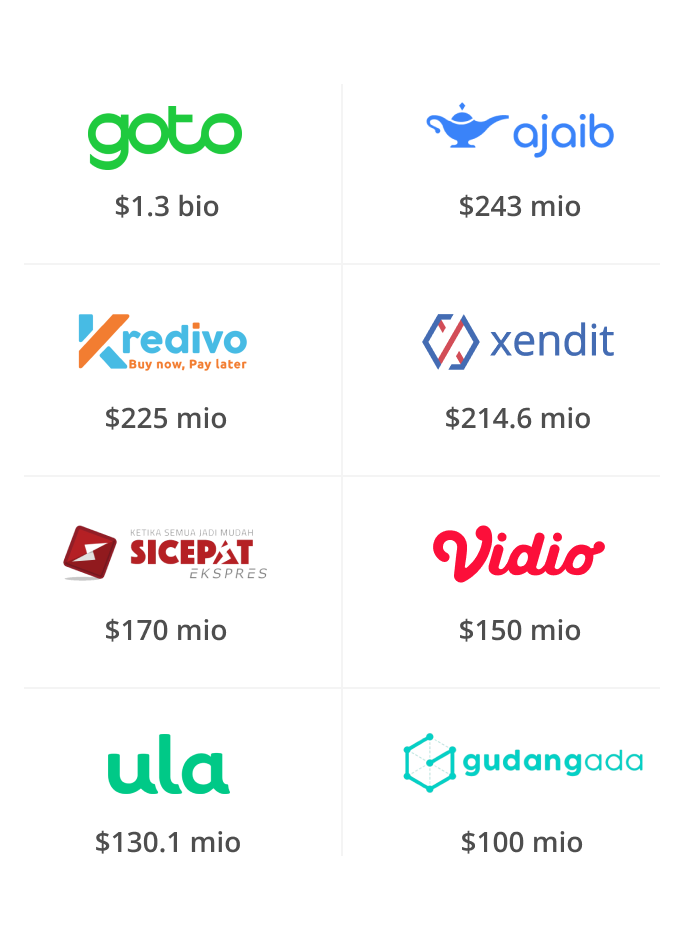 goto
ajaib
$1.3 bio
$243 mio
Kredivo
Buy now, Pay later
xendit
$225 mio
$214.6 mio
KETIKA SEMUA JADI MUDAH
SICEPAT
EKSPRES
Vidio
$170 mio
$150 mio
ula
gudangada
$130.1 mio
$100 mio